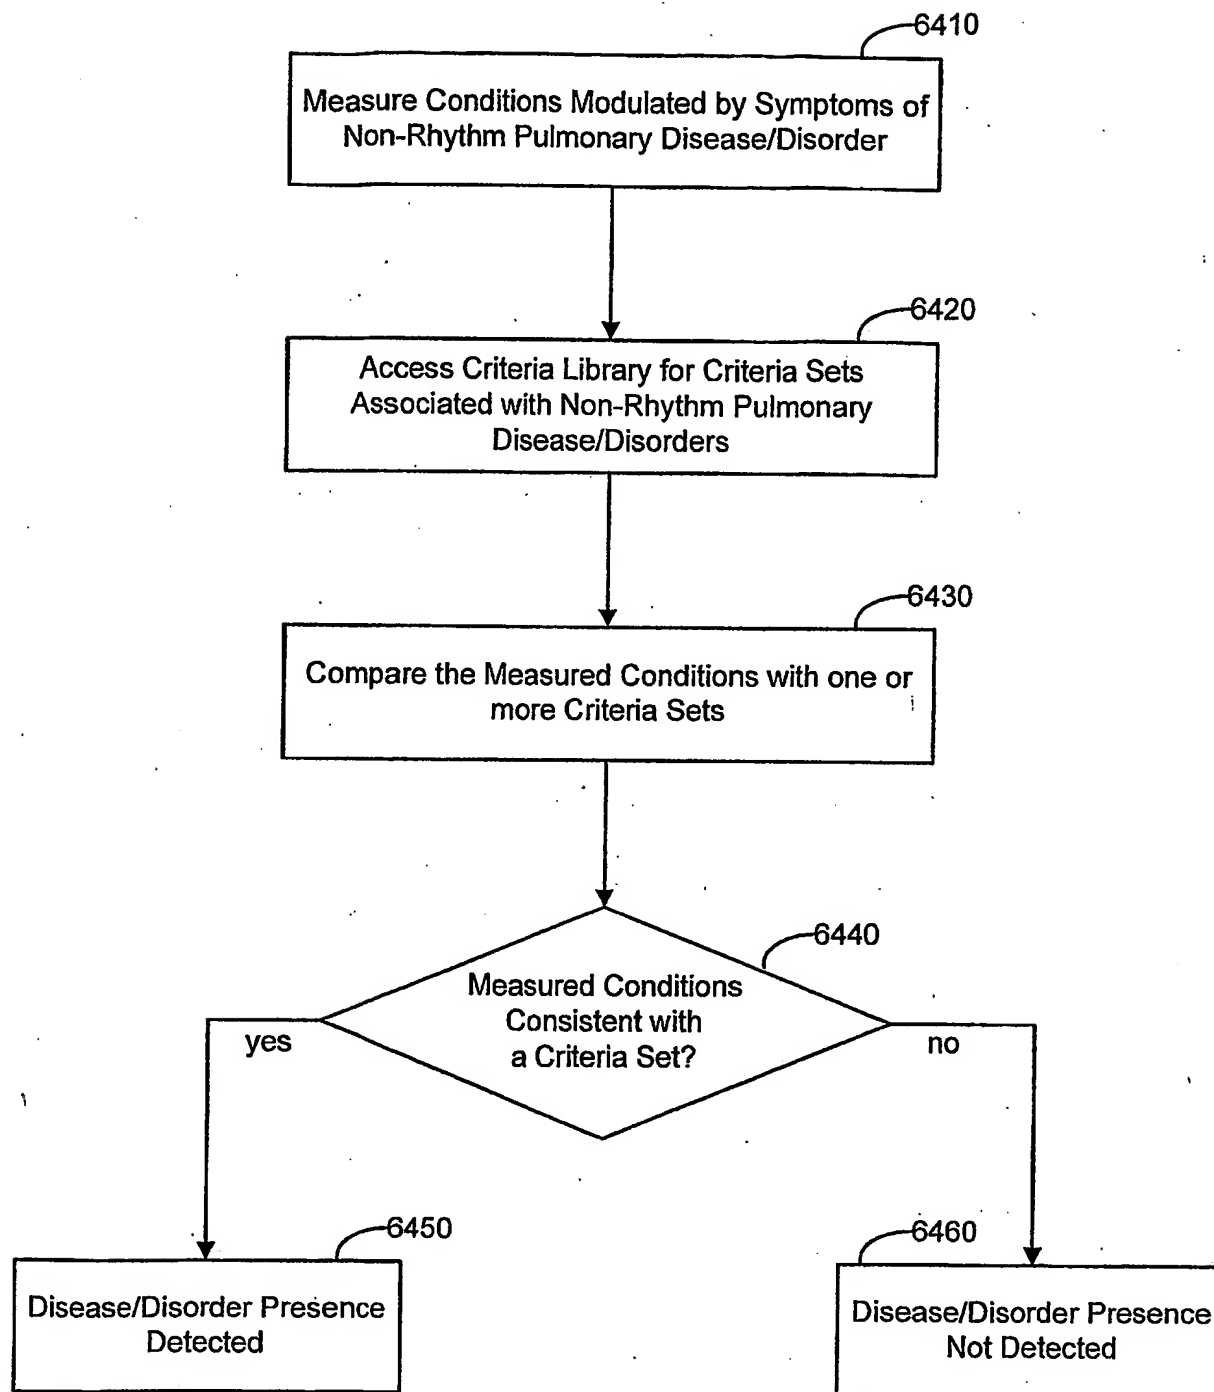 6410
Measure Conditions Modulated by Symptoms of
Non-Rhythm Pulmonary Disease/Disorder
6420
Access Criteria Library for Criteria Sets
Associated with Non-Rhythm Pulmonary
Disease/Disorders
6430
Compare the Measured Conditions with one or
more Criteria Sets
6440
Measured Conditions
Consistent with
a Criteria Set?
yes
no
6450
Disease/Disorder Presence
Detected
6460
Disease/Disorder Presence
Not Detected